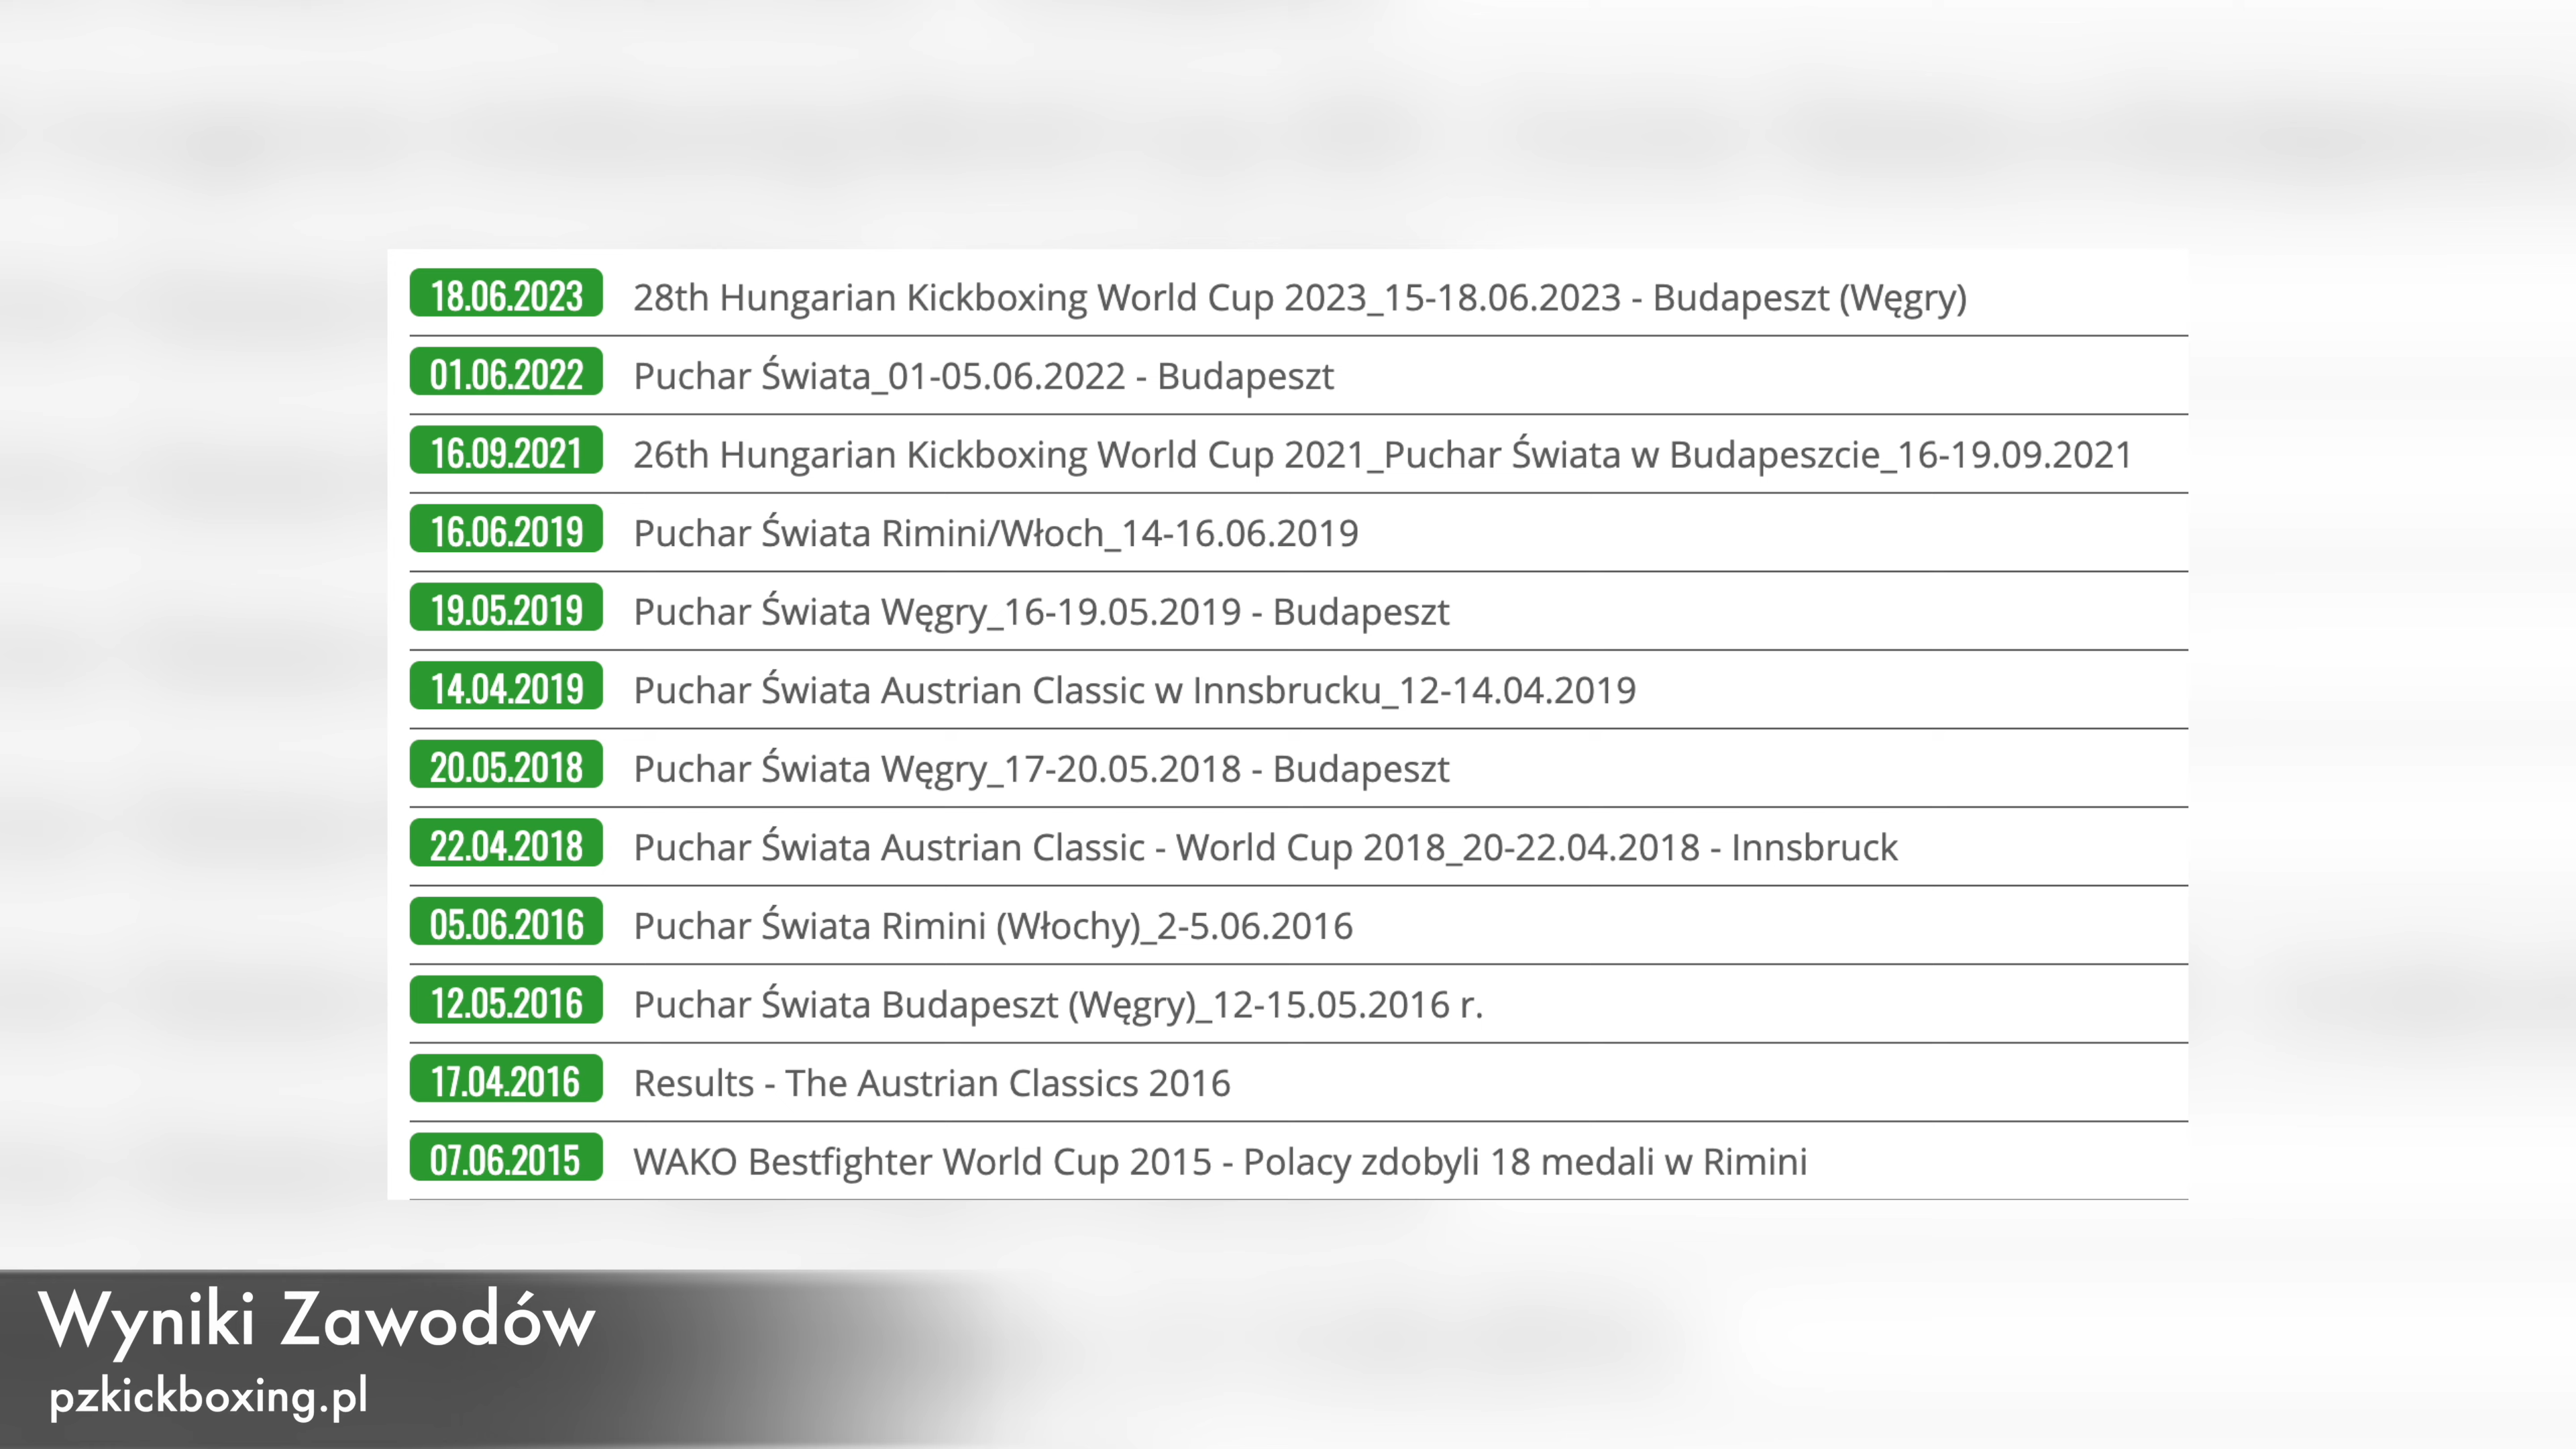 18.06.2023 28th Hungarian Kickboxing World Cup 2023_15-18.06.2023 - Budapeszt (Węgry)
01.06.2022 Puchar Świata_01-05.06.2022 - Budapeszt
16.09.2021 26th Hungarian Kickboxing World Cup 2021_Puchar Świata w Budapeszcie_16-19.09.2021
16.06.2019 Puchar Świata Rimini/Włoch_14-16.06.2019
19.05.2019 Puchar Świata Węgry_16-19.05.2019 - Budapeszt
14.04.2019 Puchar Świata Austrian Classic w Innsbrucku_12-14.04.2019
20.05.2018 Puchar Świata Węgry_17-20.05.2018 - Budapeszt
22.04.2018 Puchar Świata Austrian Classic - World Cup 2018_20-22.04.2018 - Innsbruck
05.06.2016 Puchar Świata Rimini (Włochy)_2-5.06.2016
12.05.2016 Puchar Świata Budapeszt (Węgry)_12-15.05.2016 r.
17.04.2016 Results - The Austrian Classics 2016
07.06.2015 WAKO Bestfighter World Cup 2015 - Polacy zdobyli 18 medali w Rimini
Wyniki Zawodów
pzkickboxing.pl